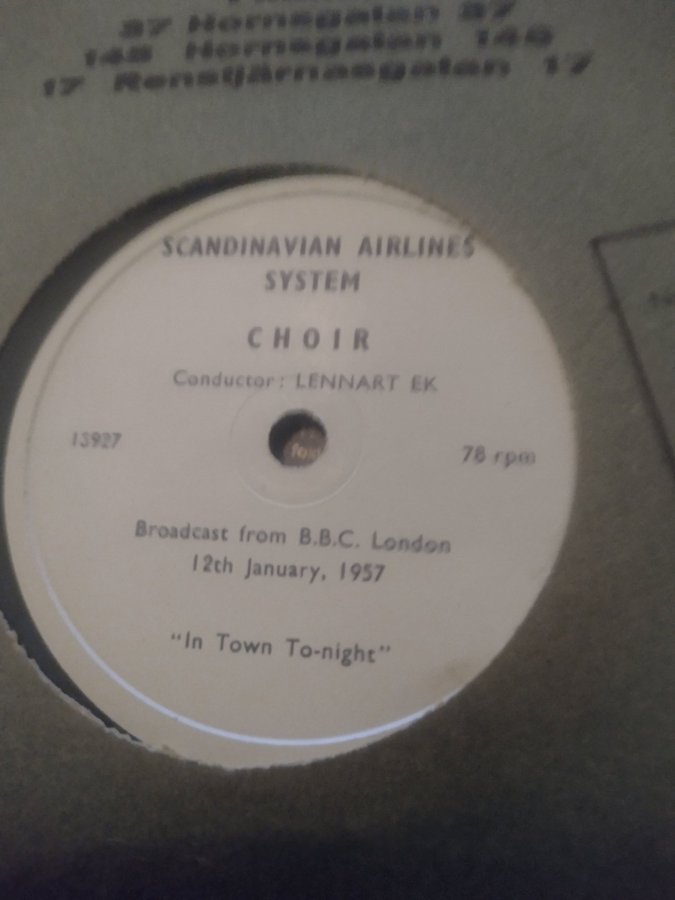 37 Hornsgatan 37
148 Hornsgatan 148
17 Renstjärnasgatan 17
SCANDINAVIAN AIRLINES
SYSTEM
CHOIR
Conductor: LENNART EK
13927
78 rpm
Broadcast from B.B.C. London
12th January, 1957
"In Town To-night"